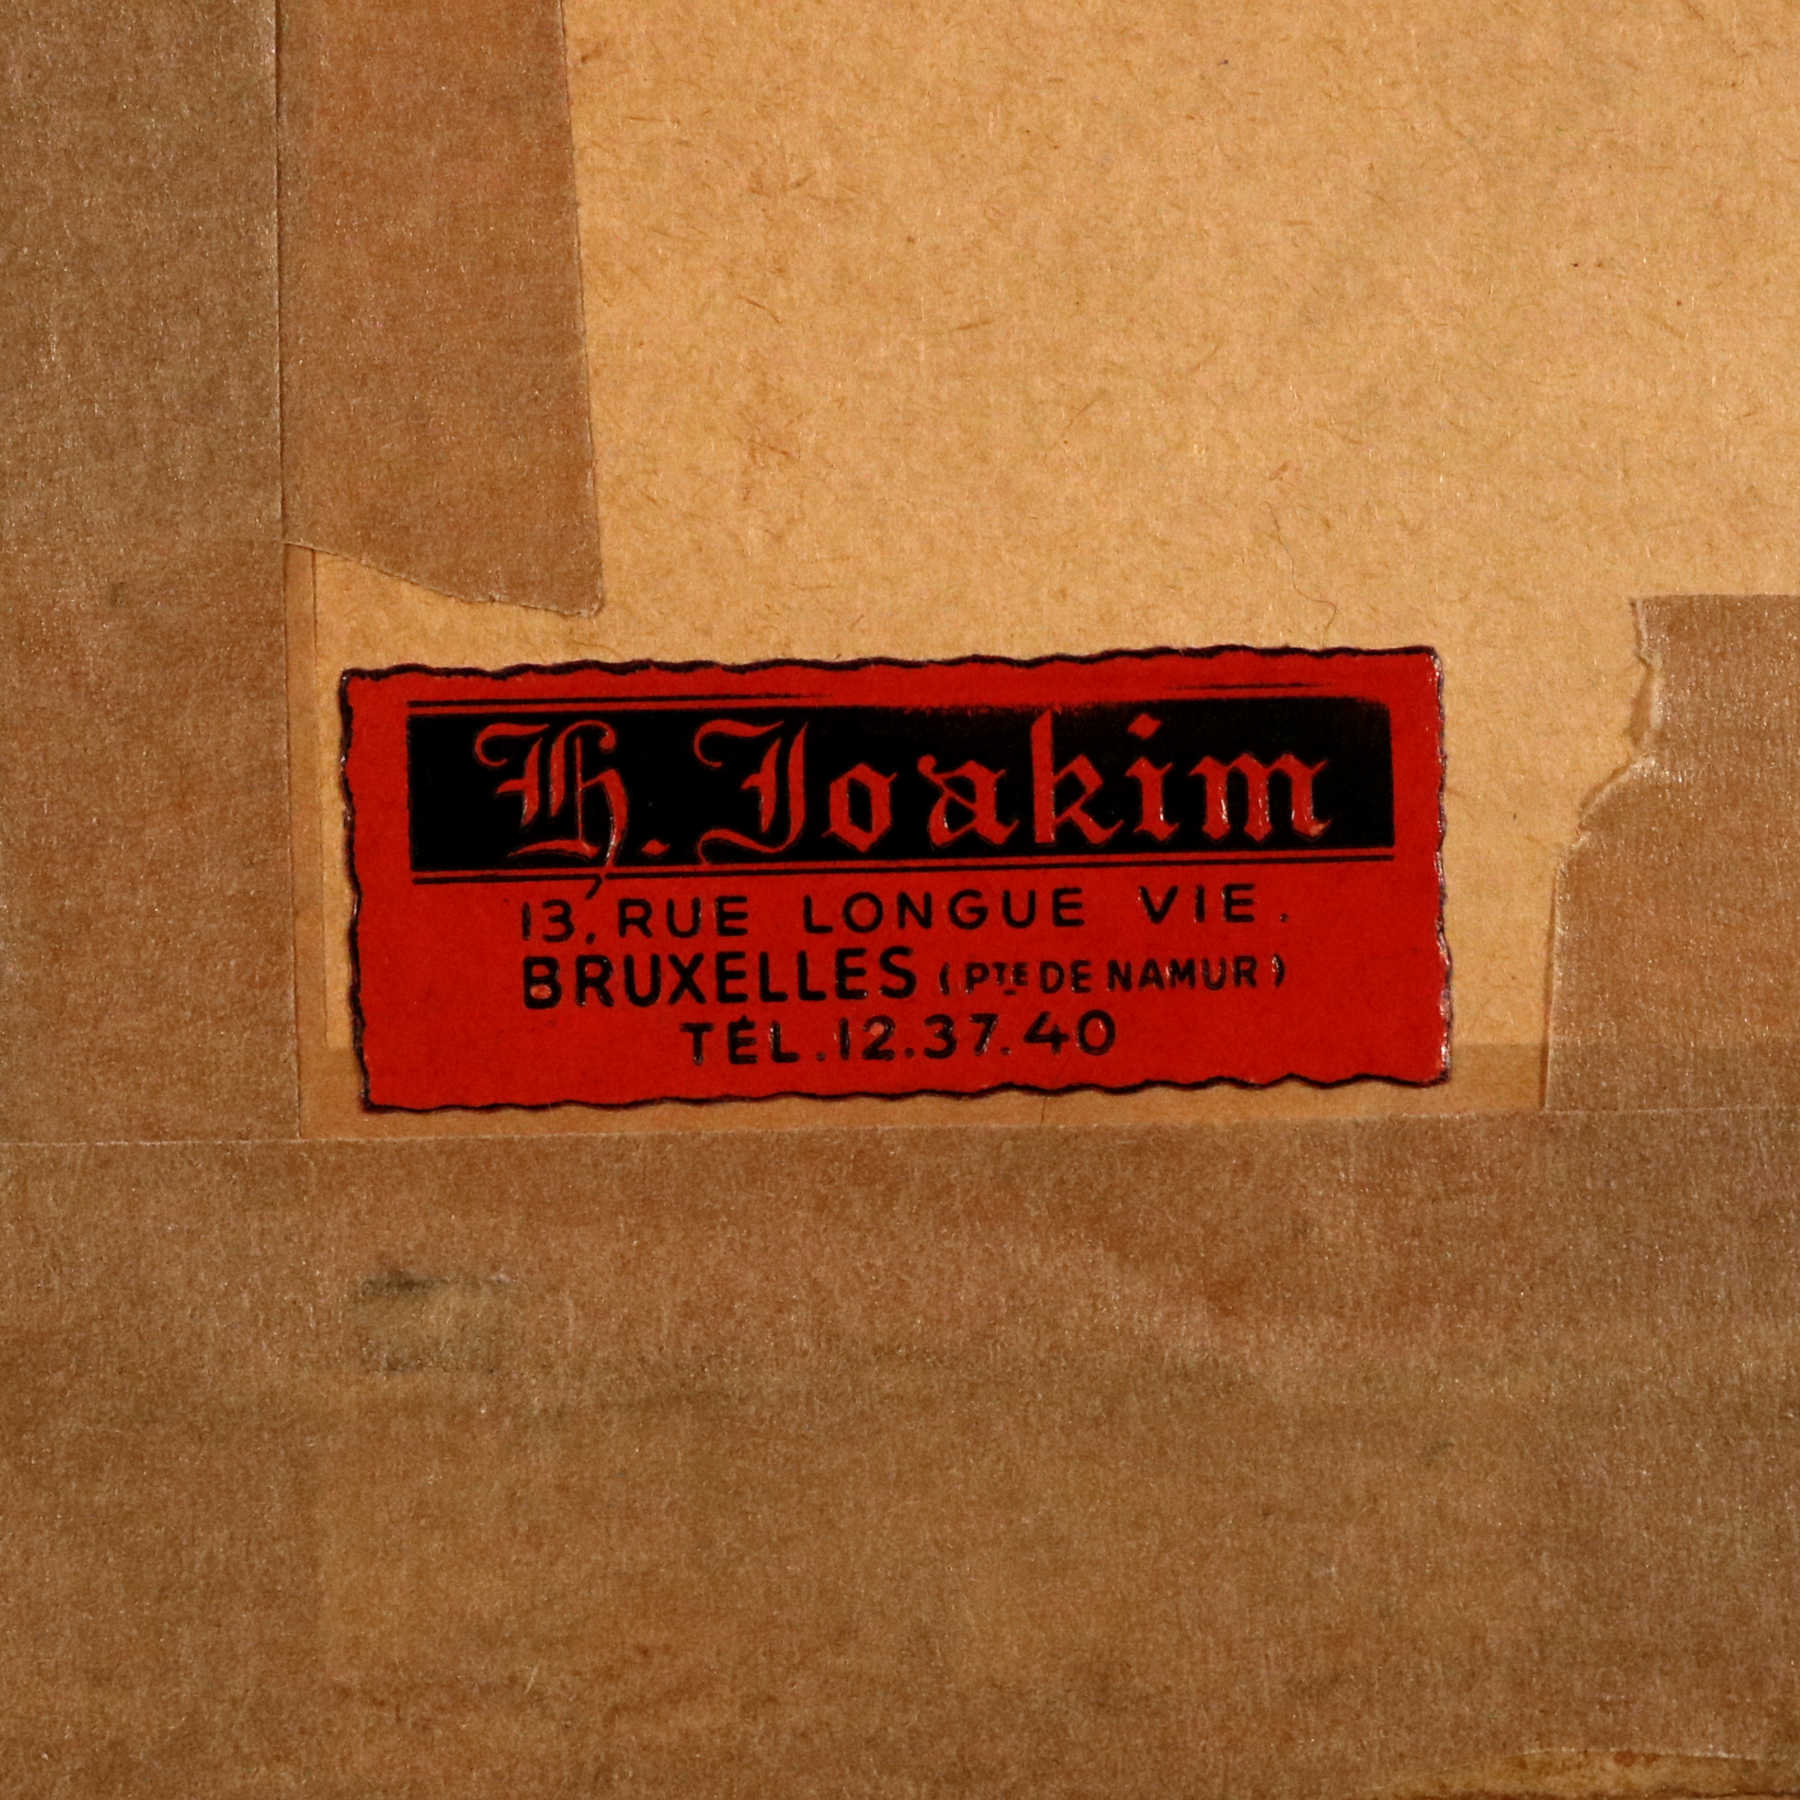 H. Joakim
13, RUE LONGUE VIE.
BRUXELLES (PTE DE NAMUR)
TÉL. 12.37.40